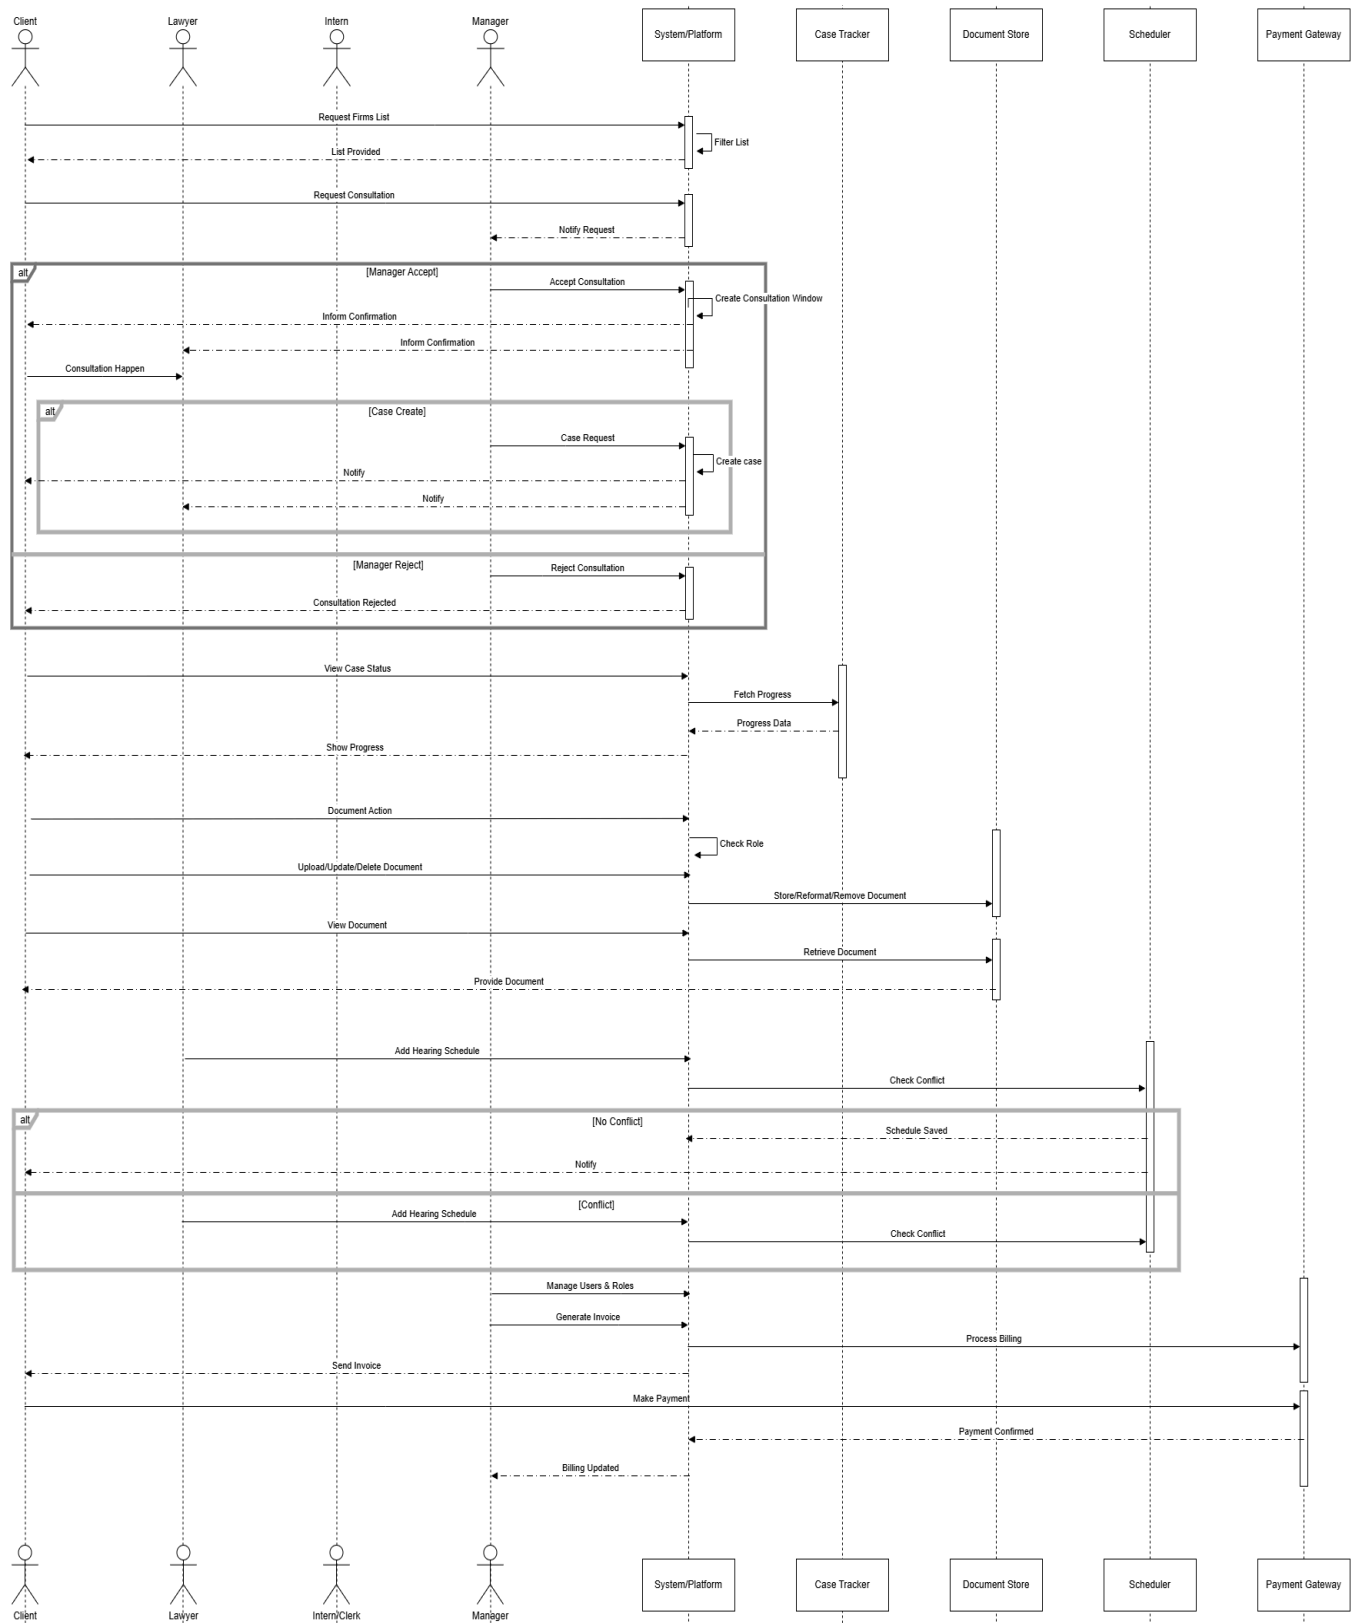 Client
Lawyer
Intern
Manager
System/Platform
Case Tracker
Document Store
Scheduler
Payment Gateway
Request Firms List
Filter List
List Provided
Request Consultation
Notify Request
alt
[Manager Accept]
Accept Consultation
Create Consultation Window
Inform Confirmation
Inform Confirmation
Consultation Happen
alt
[Case Create]
Case Request
Create case
Notify
Notify
[Manager Reject]
Reject Consultation
Consultation Rejected
View Case Status
Fetch Progress
Progress Data
Show Progress
Document Action
Check Role
Upload/Update/Delete Document
Store/Reformat/Remove Document
View Document
Retrieve Document
Provide Document
Add Hearing Schedule
Check Conflict
alt
[No Conflict]
Schedule Saved
Notify
[Conflict]
Add Hearing Schedule
Check Conflict
Manage Users & Roles
Generate Invoice
Process Billing
Send Invoice
Make Payment
Payment Confirmed
Billing Updated
System/Platform
Case Tracker
Document Store
Scheduler
Payment Gateway
Client
Lawyer
Intern/Clerk
Manager